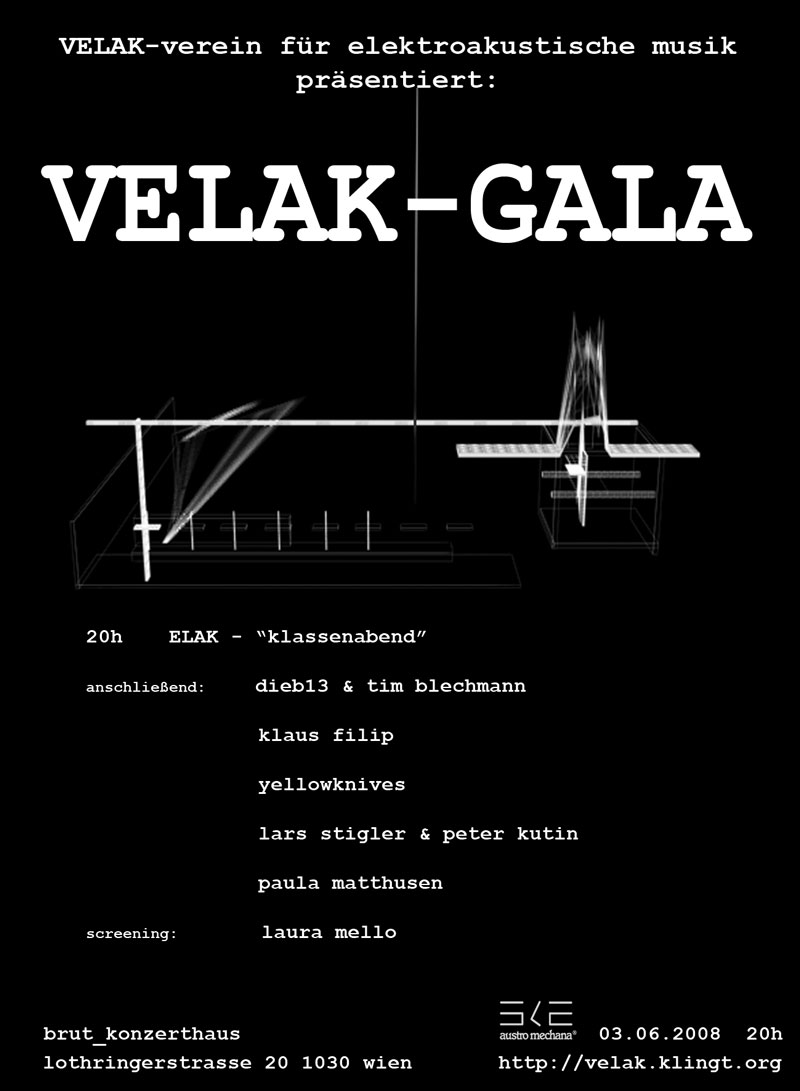 VELAK-verein für elektroakustische musik
präsentiert:
VELAK-GALA
20h ELAK - “klassenabend”
anschließend: dieb13 & tim blechmann
klaus filip
yellowknives
lars stigler & peter kutin
paula matthusen
screening: laura mello
SKE
austro mechana®
brut_konzerthaus 03.06.2008 20h
lothringerstrasse 20 1030 wien http://velak.klingt.org